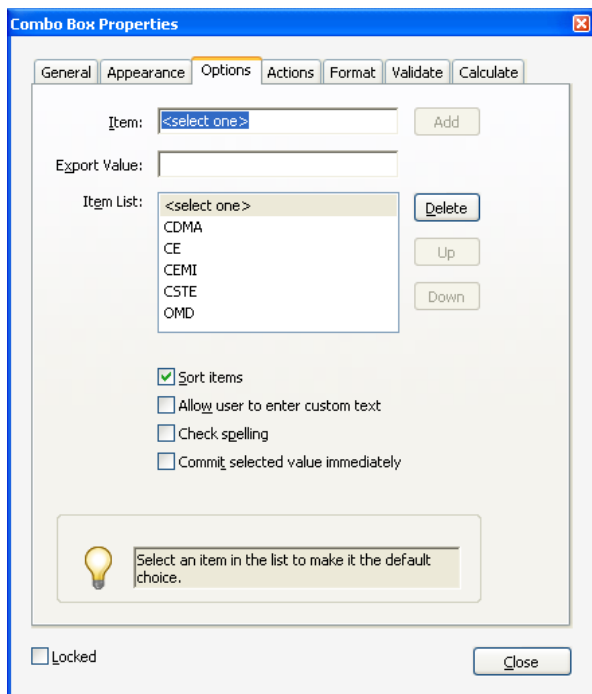 Combo Box Properties
General Appearance Options Actions Format Validate Calculate
Item: <select one> Add
Export Value:
Item List: <select one> Delete
CDMA
CE Up
CEMI
CSTE Down
OMD
Sort items
Allow user to enter custom text
Check spelling
Commit selected value immediately
Select an item in the list to make it the default
choice.
Locked Close